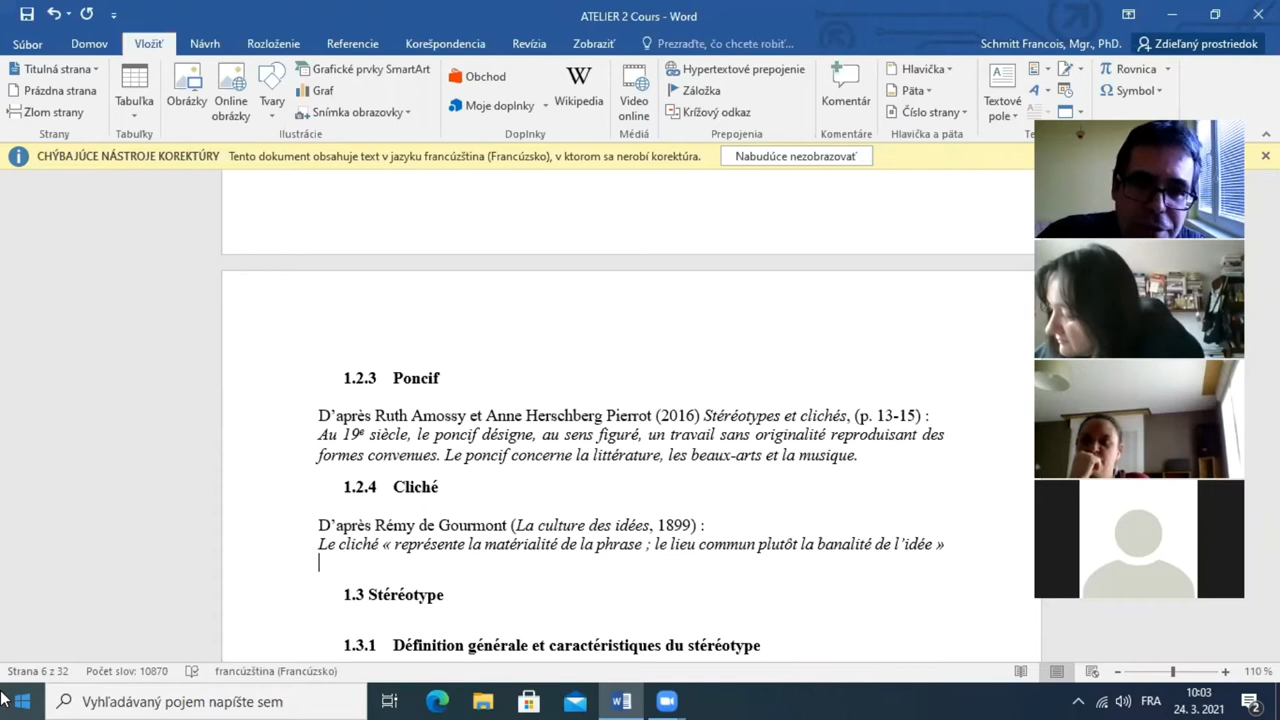 ATELIER 2 Cours - Word
Súbor Domov Vložiť Návrh Rozloženie Referencie Korešpondencia Revízia Zobraziť Prezraďte, čo chcete robiť... Schmitt Francois, Mgr., PhD. Zdieľaný prostriedok
Titulná strana
Prázdna strana
Zlom strany
Strany
Tabuľka
Tabuľky
Obrázky
Online obrázky
Tvary
Grafické prvky SmartArt
Graf
Snímka obrazovky
Ilustrácie
Obchod
Moje doplnky
W
Wikipedia
Doplnky
Online video
Médiá
Hypertextové prepojenie
Záložka
Krížový odkaz
Prepojenia
Komentár
Komentáre
Hlavička
Päta
Číslo strany
Hlavička a päta
Textové pole
Te
Rovnica
Symbol
CHÝBAJÚCE NÁSTROJE KOREKTÚRY Tento dokument obsahuje text v jazyku francúzština (Francúzsko), v ktorom sa nerobí korektúra. Nabudúce nezobrazovať
1.2.3 Poncif
D’après Ruth Amossy et Anne Herschberg Pierrot (2016) Stéréotypes et clichés, (p. 13-15) :
Au 19e siècle, le poncif désigne, au sens figuré, un travail sans originalité reproduisant des
formes convenues. Le poncif concerne la littérature, les beaux-arts et la musique.
1.2.4 Cliché
D’après Rémy de Gourmont (La culture des idées, 1899) :
Le cliché « représente la matérialité de la phrase ; le lieu commun plutôt la banalité de l’idée »
1.3 Stéréotype
1.3.1 Définition générale et caractéristiques du stéréotype
Strana 6 z 32 Počet slov: 10870 francúzština (Francúzsko) 110 %
Vyhľadávaný pojem napíšte sem
FRA
10:03
24. 3. 2021
2